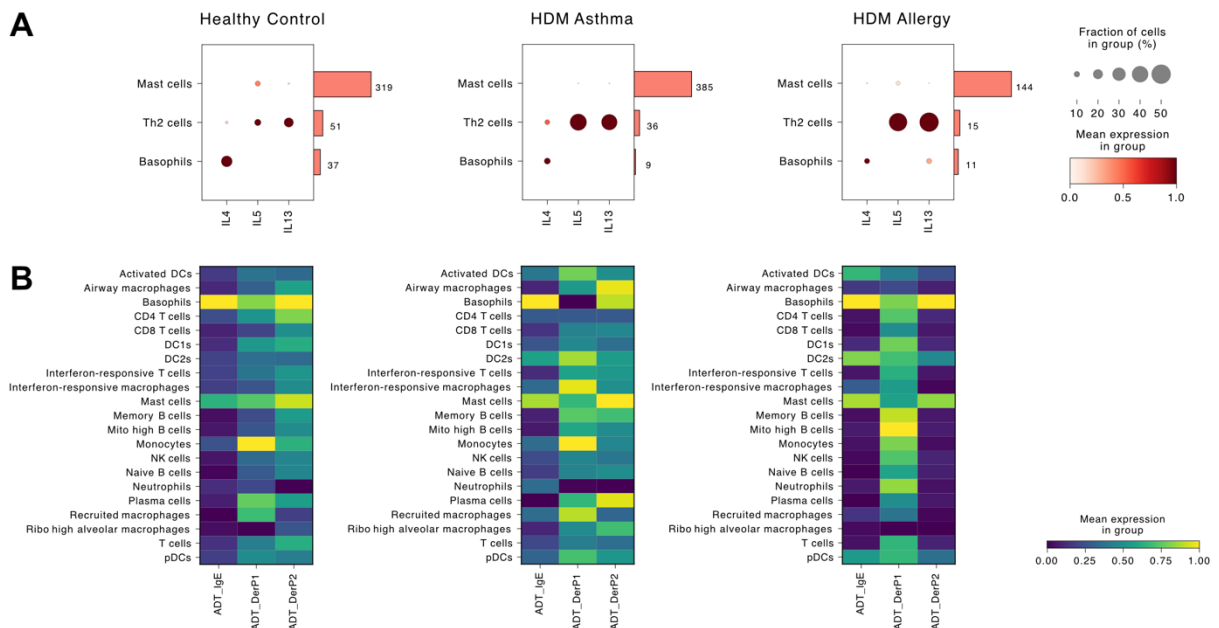 A
Healthy Control
HDM Asthma
HDM Allergy
Mast cells
Th2 cells
Basophils
319
51
37
IL4
IL5
IL13
Mast cells
Th2 cells
Basophils
385
36
9
IL4
IL5
IL13
Mast cells
Th2 cells
Basophils
144
15
11
IL4
IL5
IL13
Fraction of cells
in group (%)
10 20 30 40 50
Mean expression
in group
0.0 0.5 1.0
B
Activated DCs
Airway macrophages
Basophils
CD4 T cells
CD8 T cells
DC1s
DC2s
Interferon-responsive T cells
Interferon-responsive macrophages
Mast cells
Memory B cells
Mito high B cells
Monocytes
NK cells
Naive B cells
Neutrophils
Plasma cells
Recruited macrophages
Ribo high alveolar macrophages
T cells
pDCs
ADT_IgE
ADT_DerP1
ADT_DerP2
Activated DCs
Airway macrophages
Basophils
CD4 T cells
CD8 T cells
DC1s
DC2s
Interferon-responsive T cells
Interferon-responsive macrophages
Mast cells
Memory B cells
Mito high B cells
Monocytes
NK cells
Naive B cells
Neutrophils
Plasma cells
Recruited macrophages
Ribo high alveolar macrophages
T cells
pDCs
ADT_IgE
ADT_DerP1
ADT_DerP2
Activated DCs
Airway macrophages
Basophils
CD4 T cells
CD8 T cells
DC1s
DC2s
Interferon-responsive T cells
Interferon-responsive macrophages
Mast cells
Memory B cells
Mito high B cells
Monocytes
NK cells
Naive B cells
Neutrophils
Plasma cells
Recruited macrophages
Ribo high alveolar macrophages
T cells
pDCs
ADT_IgE
ADT_DerP1
ADT_DerP2
Mean expression
in group
0.00 0.25 0.50 0.75 1.00